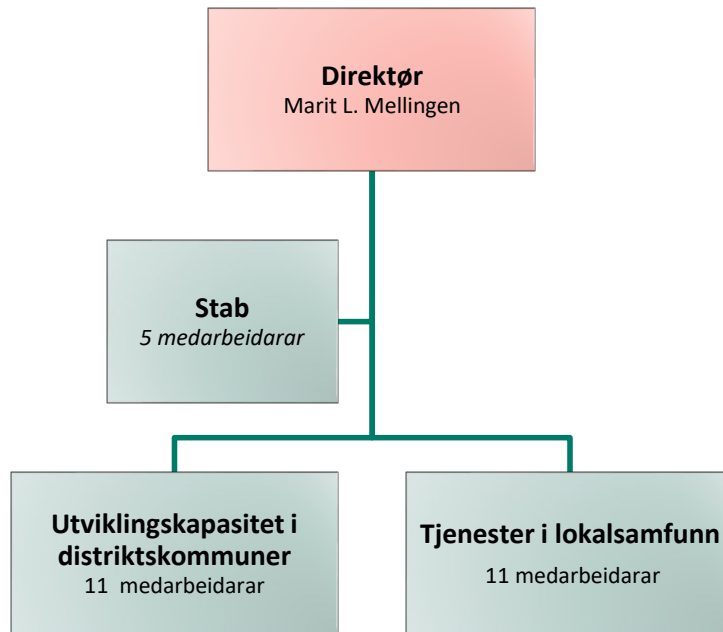 Direktør
Marit L. Mellingen
Stab
5 medarbeidarar
Utviklingskapasitet i
distriktskommuner
11 medarbeidarar
Tjenester i lokalsamfunn
11 medarbeidarar